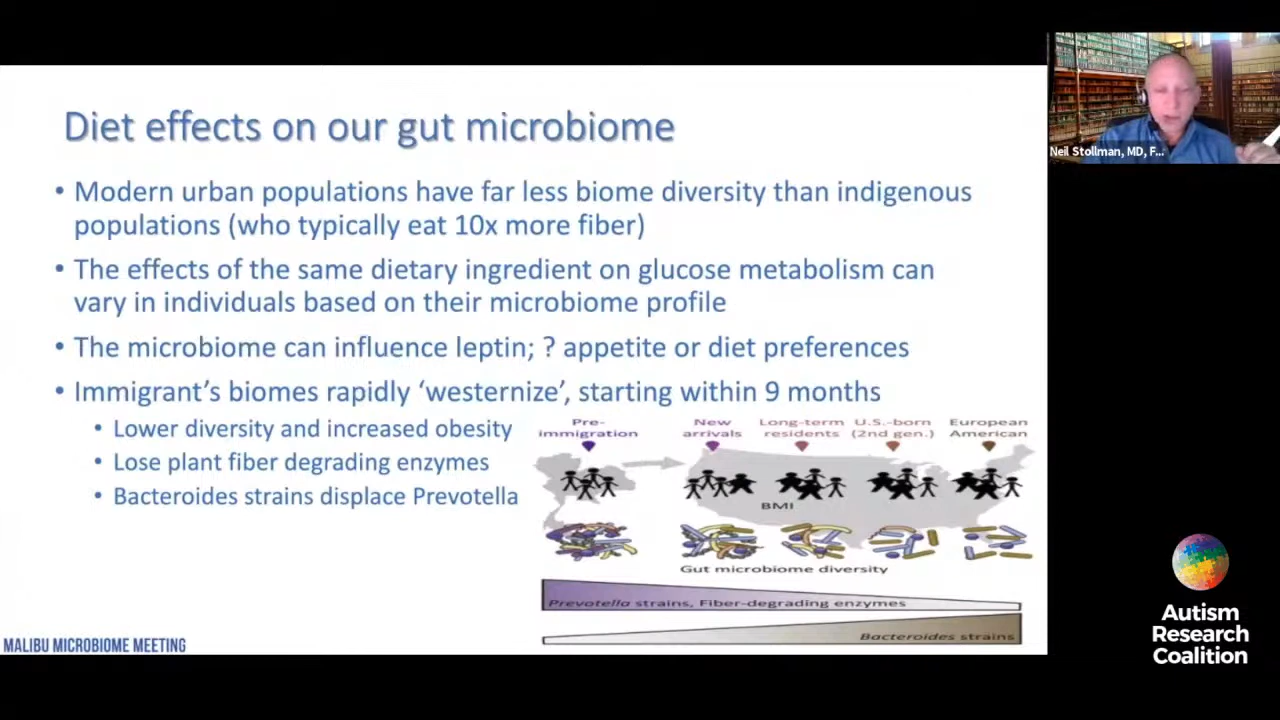 Diet effects on our gut microbiome
• Modern urban populations have far less biome diversity than indigenous
populations (who typically eat 10x more fiber)
• The effects of the same dietary ingredient on glucose metabolism can
vary in individuals based on their microbiome profile
• The microbiome can influence leptin; ? appetite or diet preferences
• Immigrant's biomes rapidly ‘westernize’, starting within 9 months
• Lower diversity and increased obesity
• Lose plant fiber degrading enzymes
• Bacteroides strains displace Prevotella
Pre-
immigration
New
arrivals
Long-term
residents
U.S.-born
(2nd gen.)
European
American
BMI
Gut microbiome diversity
Prevotella strains, Fiber-degrading enzymes
Bacteroides strains
MALIBU MICROBIOME MEETING
Neil Stollman, MD, F...
Autism
Research
Coalition